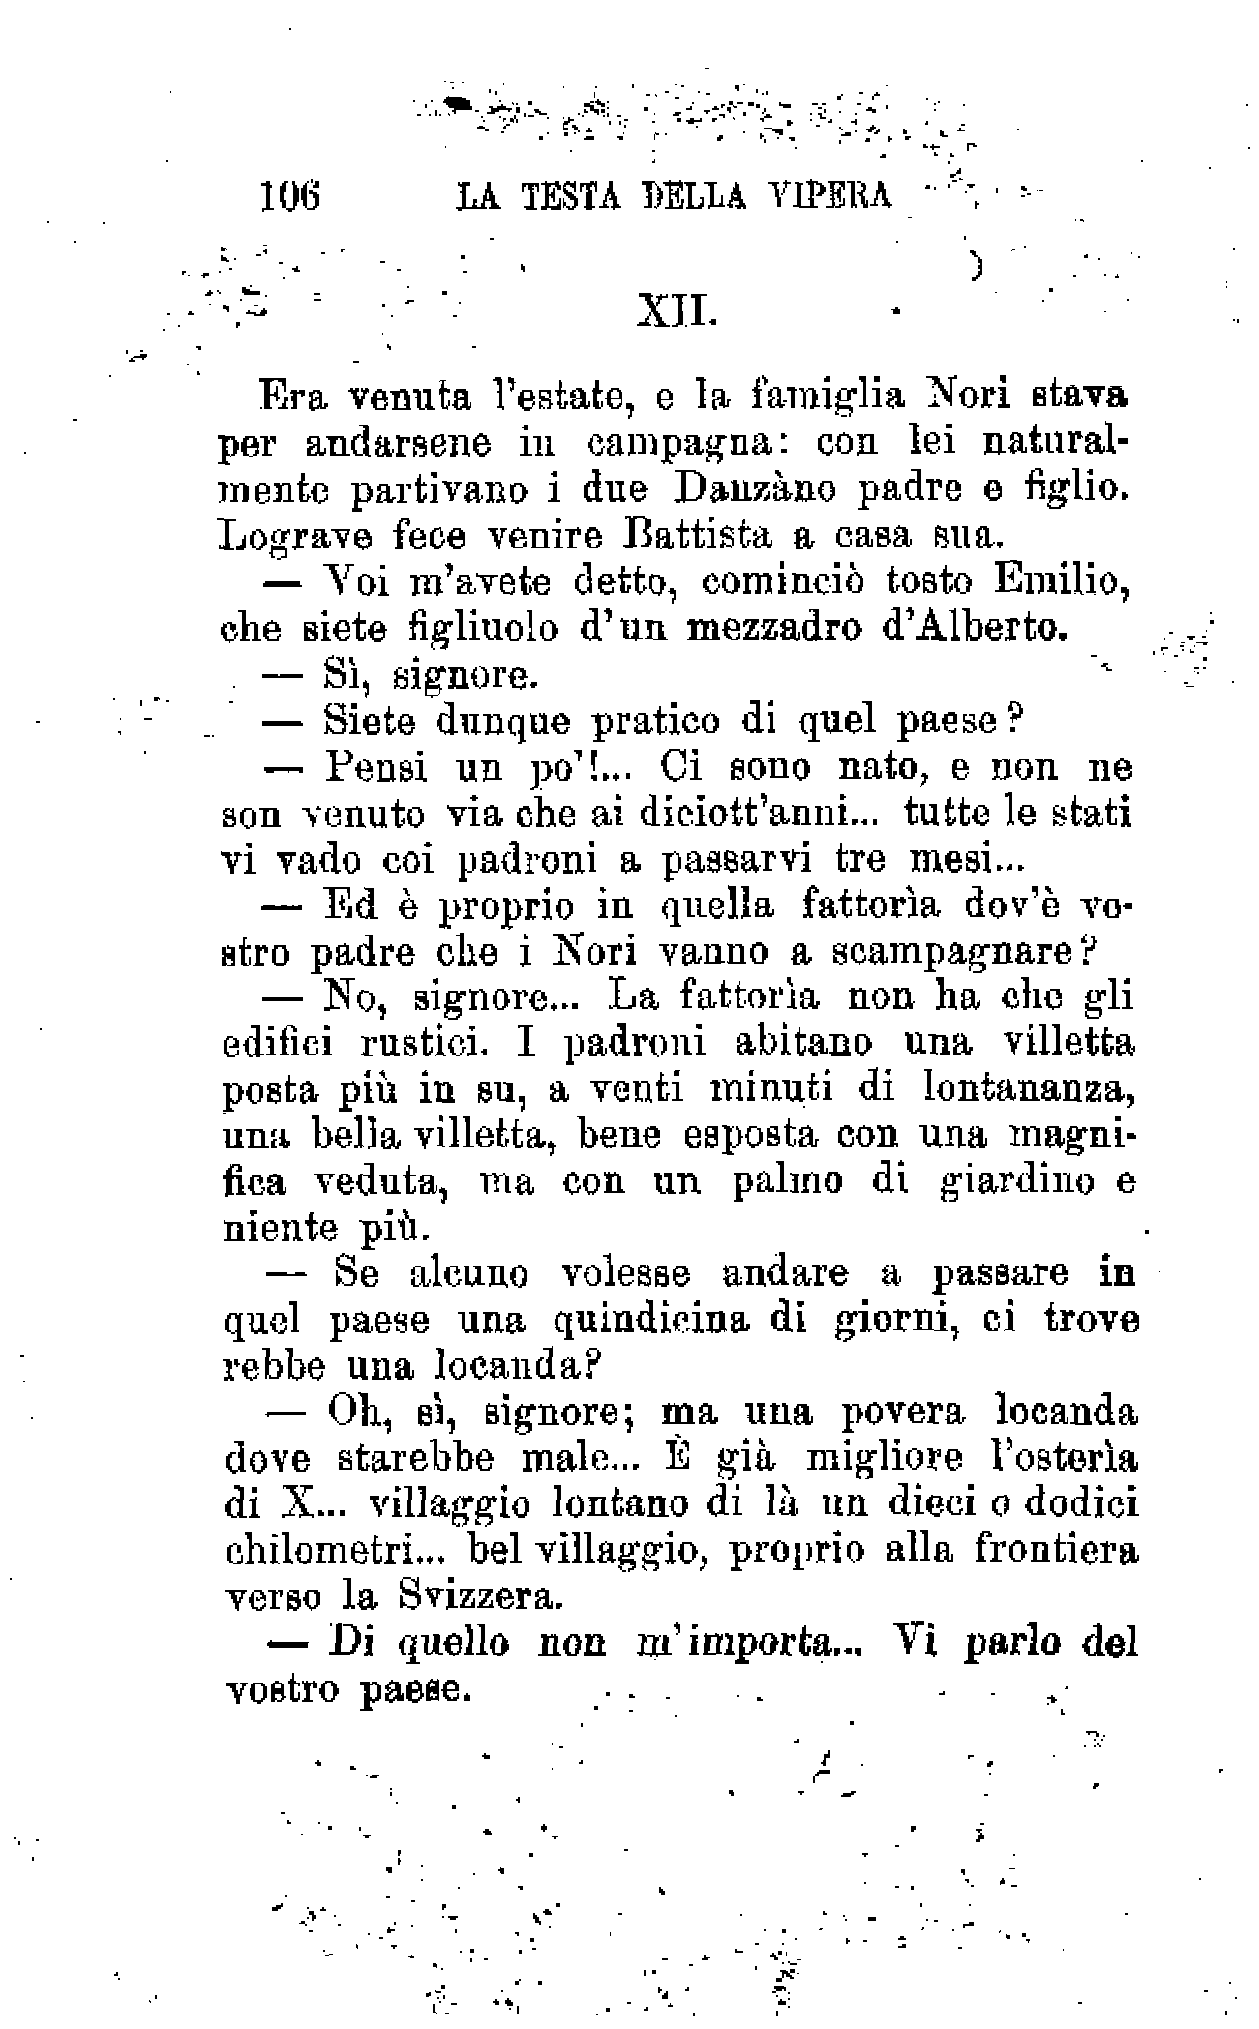 106 LA TESTA DELLA VIPERA
XII.
Era venuta l'estate, e la famiglia Nori stava
per andarsene in campagna: con lei natural-
mente partivano i due Danzàno padre e figlio.
Lograve fece venire Battista a casa sua.
— Voi m'avete detto, cominciò tosto Emilio,
che siete figliuolo d'un mezzadro d'Alberto.
— Sì, signore.
— Siete dunque pratico di quel paese?
— Pensi un po'!... Ci sono nato, e non ne
son venuto via che ai diciott'anni... tutte le stati
vi vado coi padroni a passarvi tre mesi...
— Ed è proprio in quella fattorìa dov'è vo-
stro padre che i Nori vanno a scampagnare?
— No, signore... La fattorìa non ha che gli
edifici rustici. I padroni abitano una villetta
posta più in su, a venti minuti di lontananza,
una bella villetta, bene esposta con una magni-
fica veduta, ma con un palmo di giardino e
niente più.
— Se alcuno volesse andare a passare in
quel paese una quindicina di giorni, ci trove
rebbe una locanda?
— Oh, sì, signore; ma una povera locanda
dove starebbe male... È già migliore l'osterìa
di X... villaggio lontano di là un dieci o dodici
chilometri... bel villaggio, proprio alla frontiera
verso la Svizzera.
— Di quello non m'importa... Vi parlo del
vostro paese.